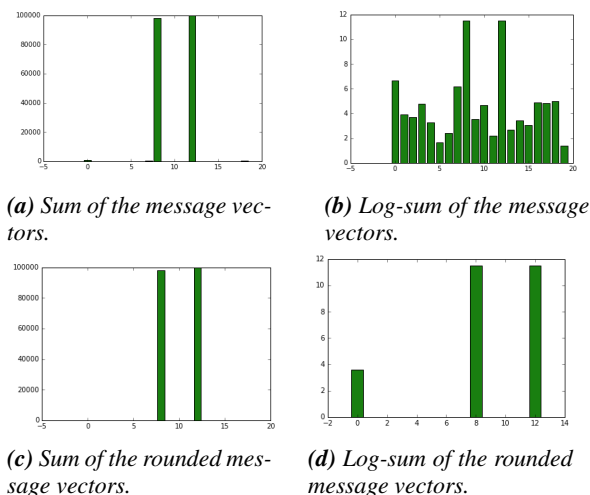 100000
80000
60000
40000
20000
0
-5 0 5 10 15 20
12
10
8
6
4
2
0
-5 0 5 10 15 20
(a) Sum of the message vec-
tors.
(b) Log-sum of the message
vectors.
100000
80000
60000
40000
20000
0
-5 0 5 10 15 20
12
10
8
6
4
2
0
-2 0 2 4 6 8 10 12 14
(c) Sum of the rounded mes-
sage vectors.
(d) Log-sum of the rounded
message vectors.